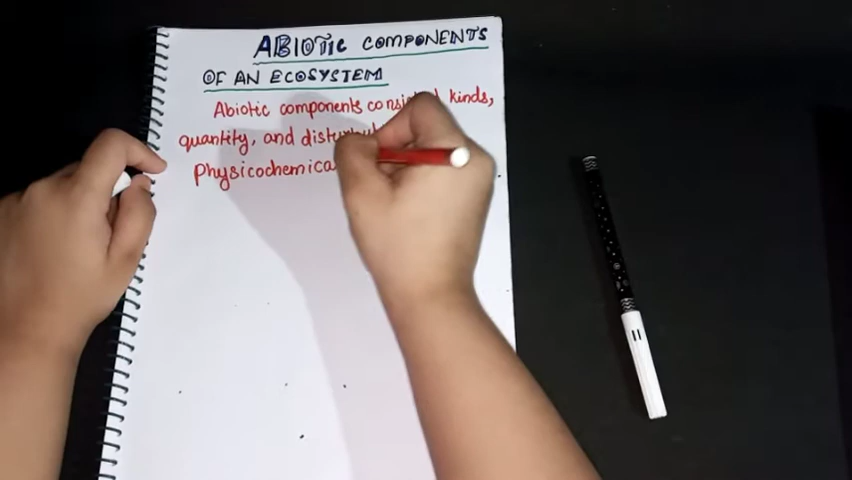 ABIOTIC COMPONENTS
OF AN ECOSYSTEM
Abiotic components kinds,
quantity, and
Physicochemical